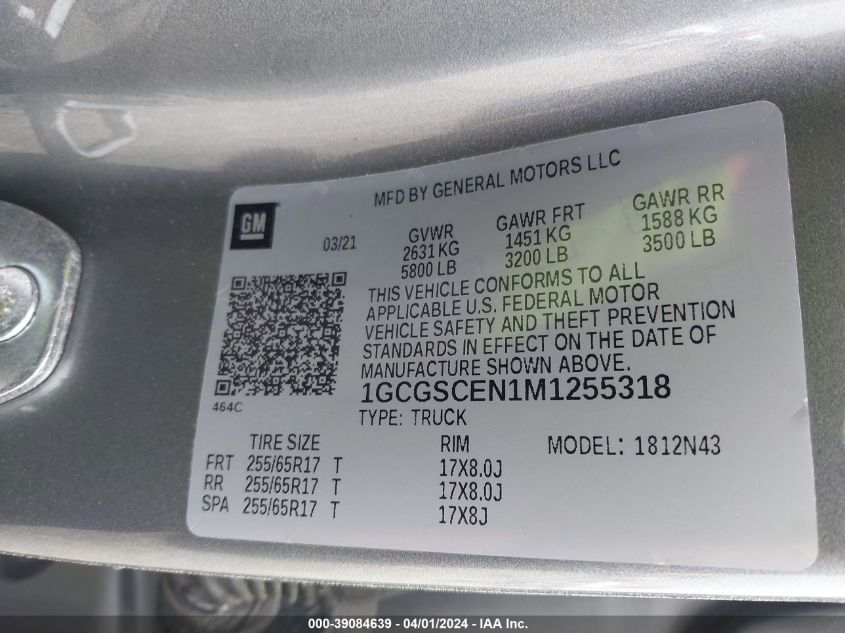 MFD BY GENERAL MOTORS LLC
GM
03/21
GVWR GAWR FRT GAWR RR
2631 KG 1451 KG 1588 KG
5800 LB 3200 LB 3500 LB
THIS VEHICLE CONFORMS TO ALL
APPLICABLE U.S. FEDERAL MOTOR
VEHICLE SAFETY AND THEFT PREVENTION
STANDARDS IN EFFECT ON THE DATE OF
MANUFACTURE SHOWN ABOVE.
1GCGSCEN1M1255318
464C
TYPE: TRUCK
TIRE SIZE RIM MODEL: 1812N43
FRT 255/65R17 T 17X8.0J
RR 255/65R17 T 17X8.0J
SPA 255/65R17 T 17X8J
000-39084639 - 04/01/2024 - IAA Inc.